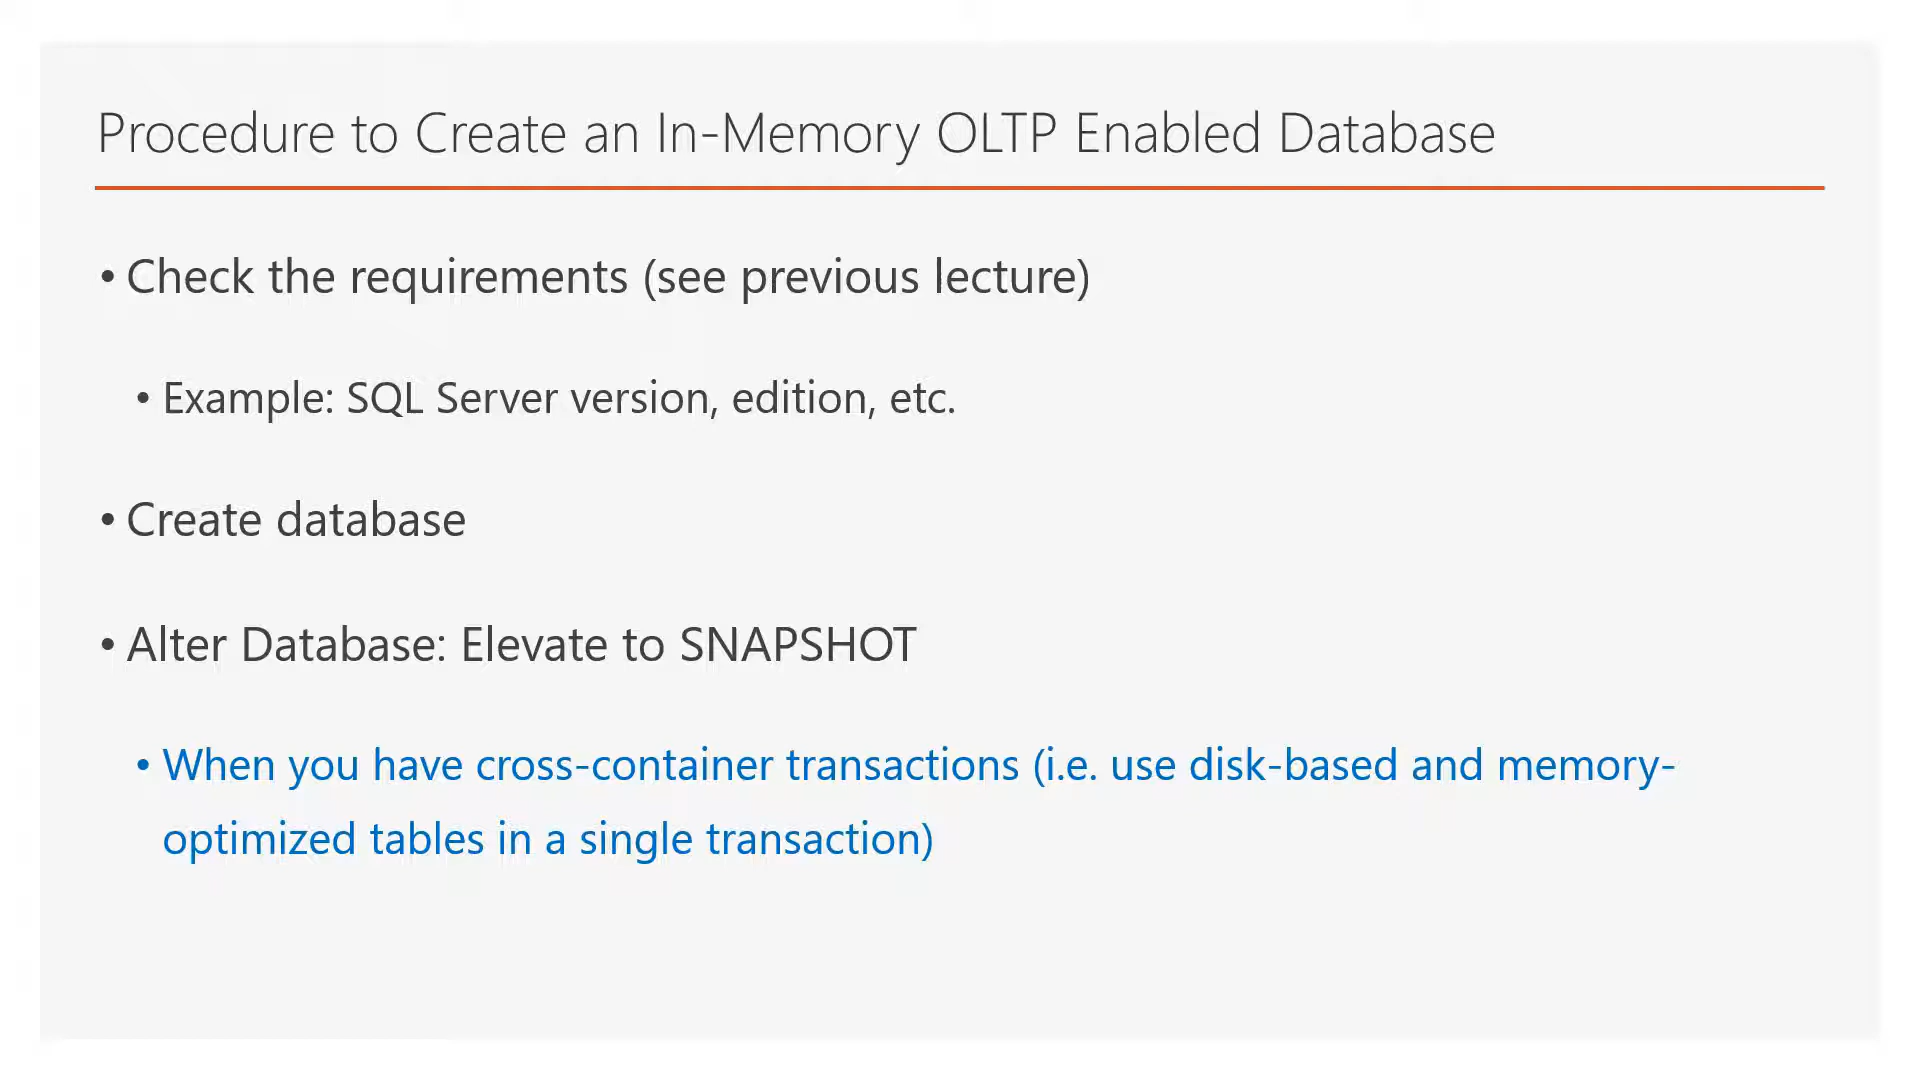 Procedure to Create an In-Memory OLTP Enabled Database
• Check the requirements (see previous lecture)
• Example: SQL Server version, edition, etc.
• Create database
• Alter Database: Elevate to SNAPSHOT
• When you have cross-container transactions (i.e. use disk-based and memory-
optimized tables in a single transaction)